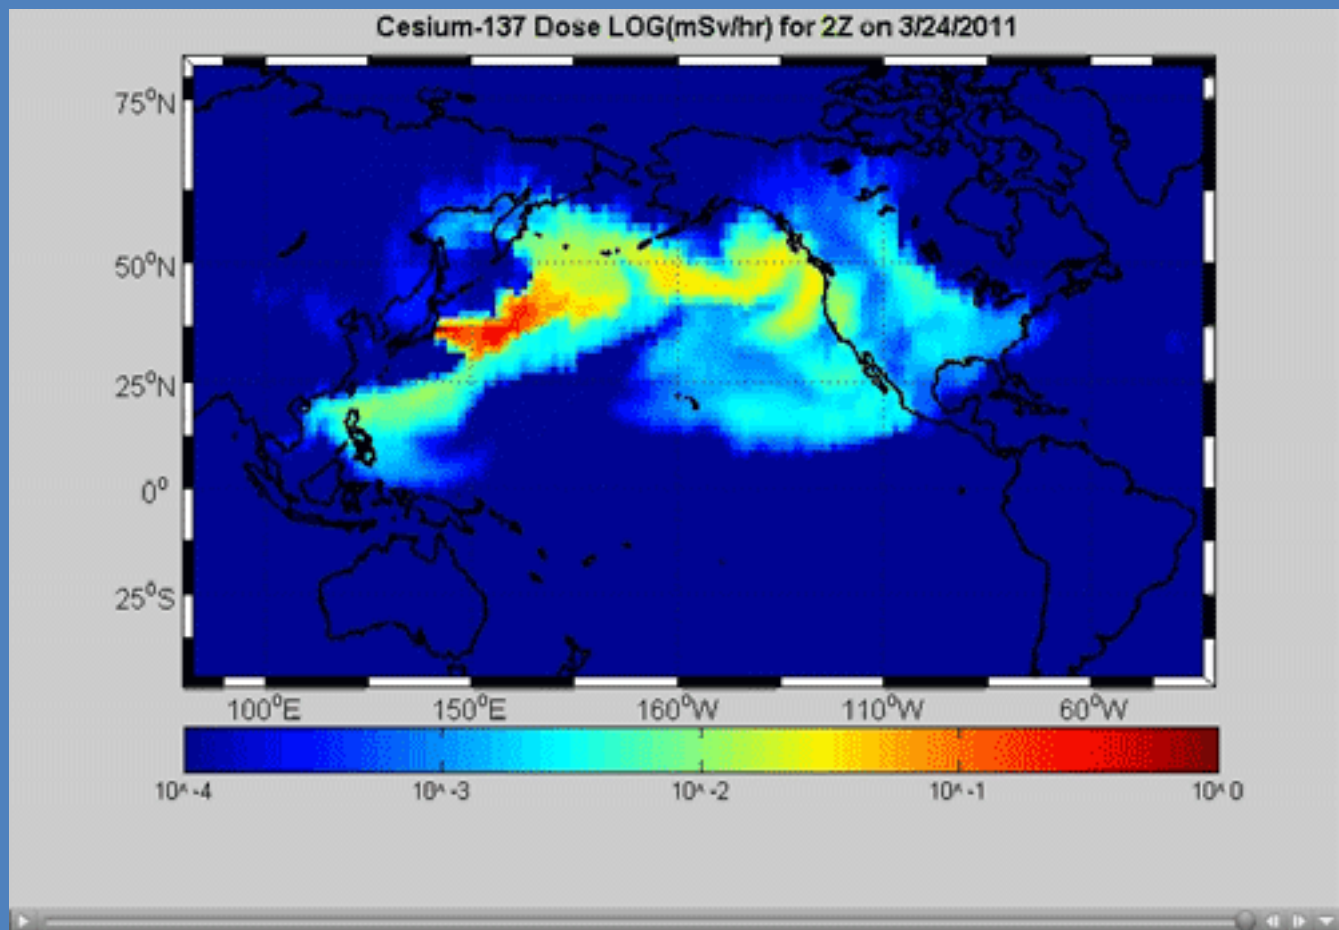 Cesium-137 Dose LOG(mSv/hr) for 2Z on 3/24/2011
75°N
50°N
25°N
0°
25°S
100°E 150°E 160°W 110°W 60°W
10^-4 10^-3 10^-2 10^-1 10^0